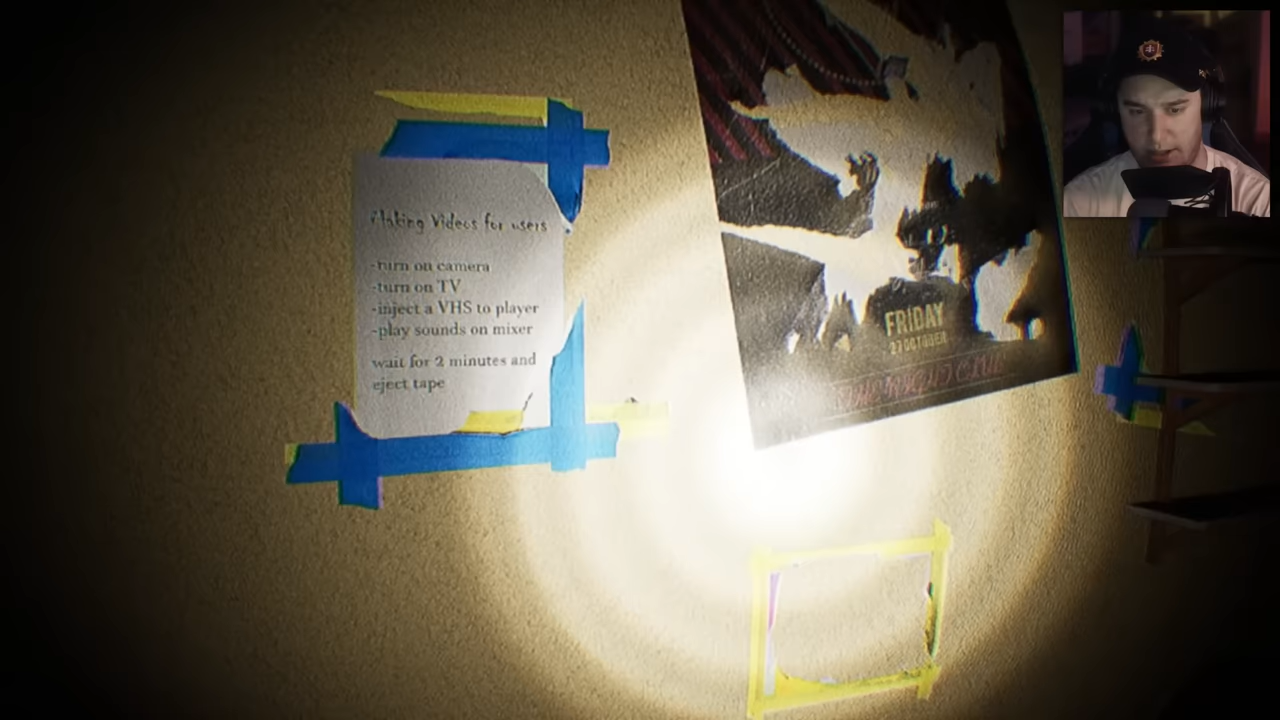 Making Videos for users
-turn on camera
-turn on TV
-inject a VHS to player
-play sounds on mixer
wait for 2 minutes and
eject tape
FRIDAY
27 OCTOBER